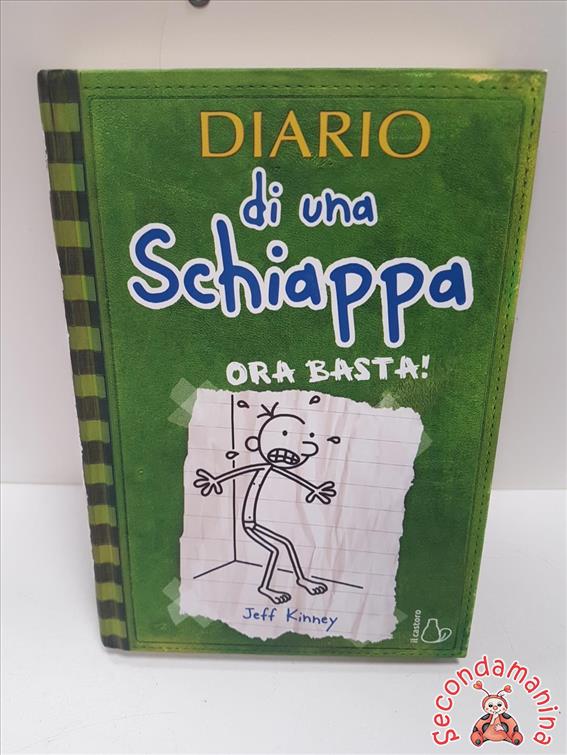 DIARIO
di una
Schiappa
ORA BASTA!
Jeff Kinney
il castoro
Secondamanina